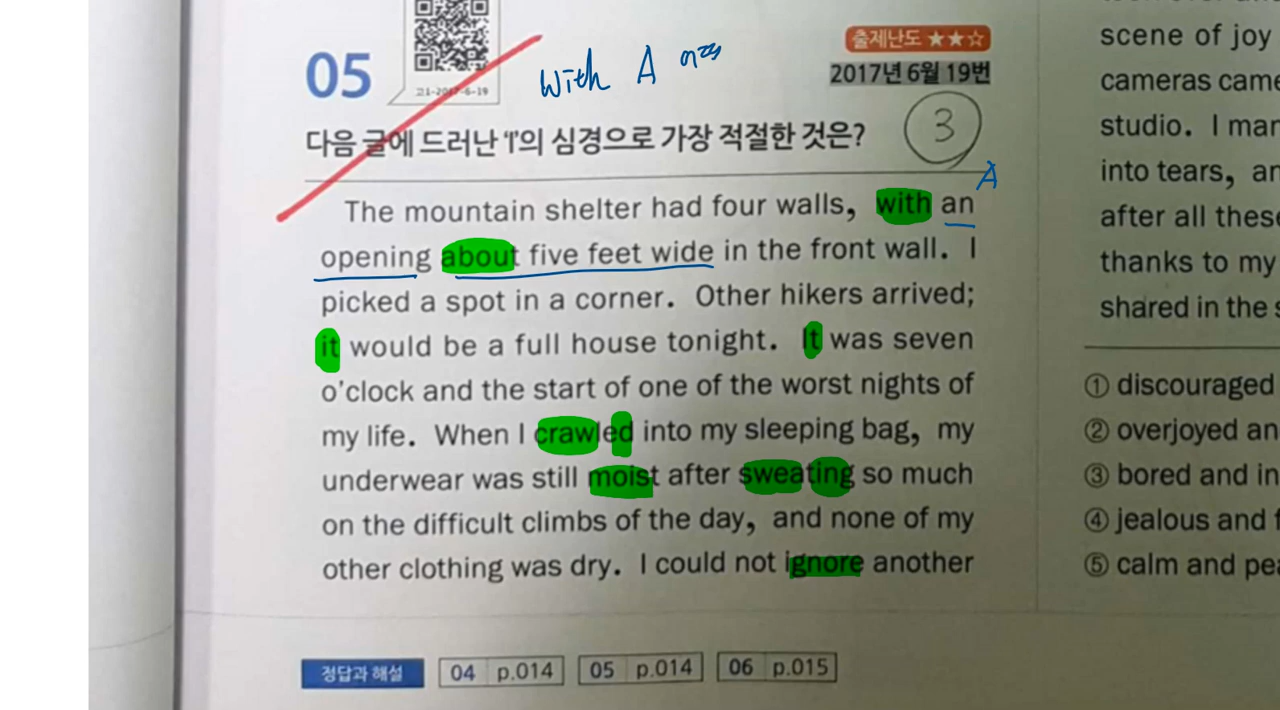 05
고1-2017-6-19
With A
출제난도 ★★☆
2017년 6월 19번
다음 글에 드러난 'I'의 심경으로 가장 적절한 것은?
3
A
The mountain shelter had four walls, with an
opening about five feet wide in the front wall. I
picked a spot in a corner. Other hikers arrived;
it would be a full house tonight. It was seven
o'clock and the start of one of the worst nights of
my life. When I crawled into my sleeping bag, my
underwear was still moist after sweating so much
on the difficult climbs of the day, and none of my
other clothing was dry. I could not ignore another
정답과 해설 04 p.014 05 p.014 06 p.015
scene of joy
cameras came
studio. I
into tears,
after all these
thanks to my
shared in the
① discouraged
② overjoyed
③ bored and
④ jealous and
⑤ calm and